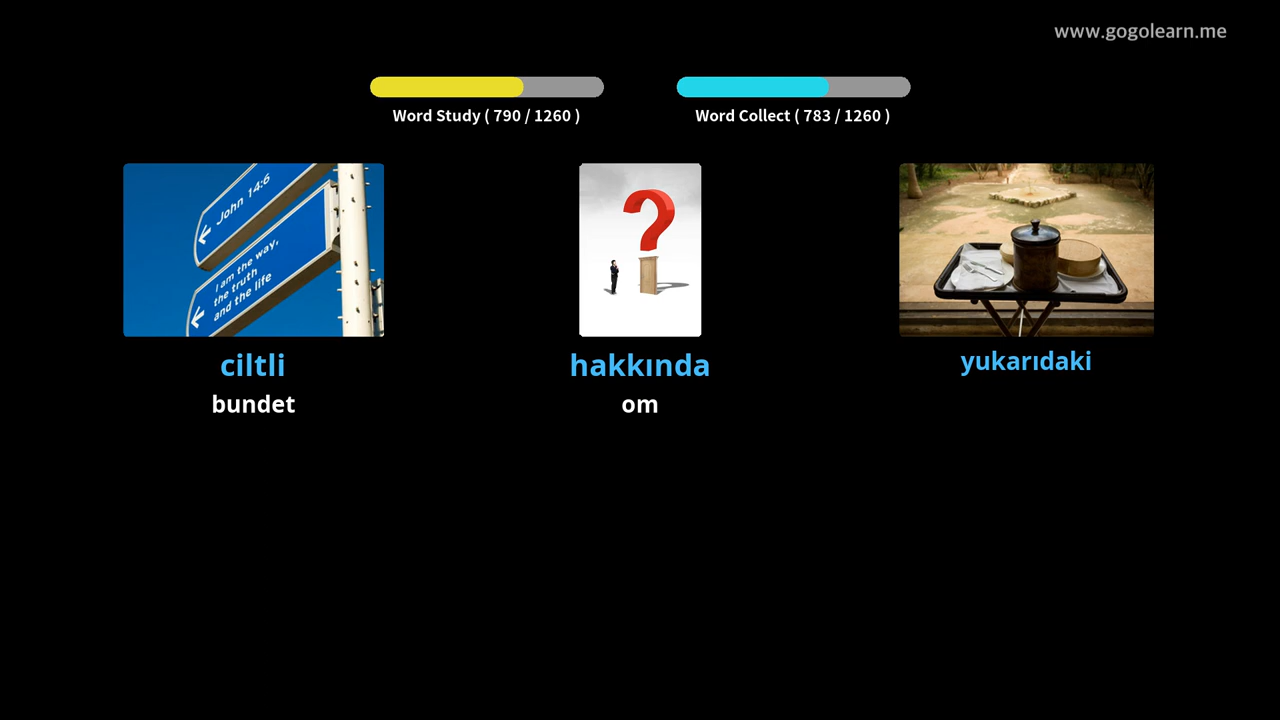 www.gogolearn.me
Word Study ( 790 / 1260 )
Word Collect ( 783 / 1260 )
John 14:6
I am the way,
the truth
and the life
ciltli
hakkında
yukarıdaki
bundet
om